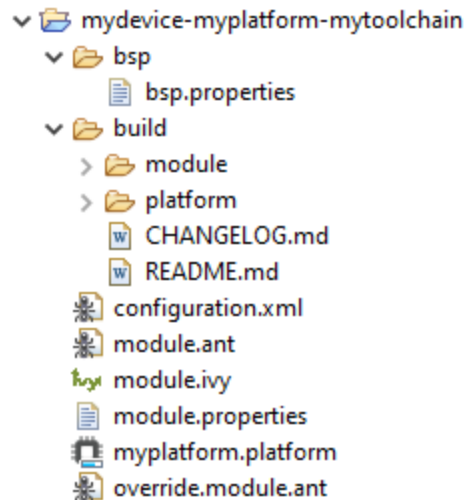 mydevice-myplatform-mytoolchain
bsp
bsp.properties
build
module
platform
CHANGELOG.md
README.md
configuration.xml
module.ant
module.ivy
module.properties
myplatform.platform
override.module.ant